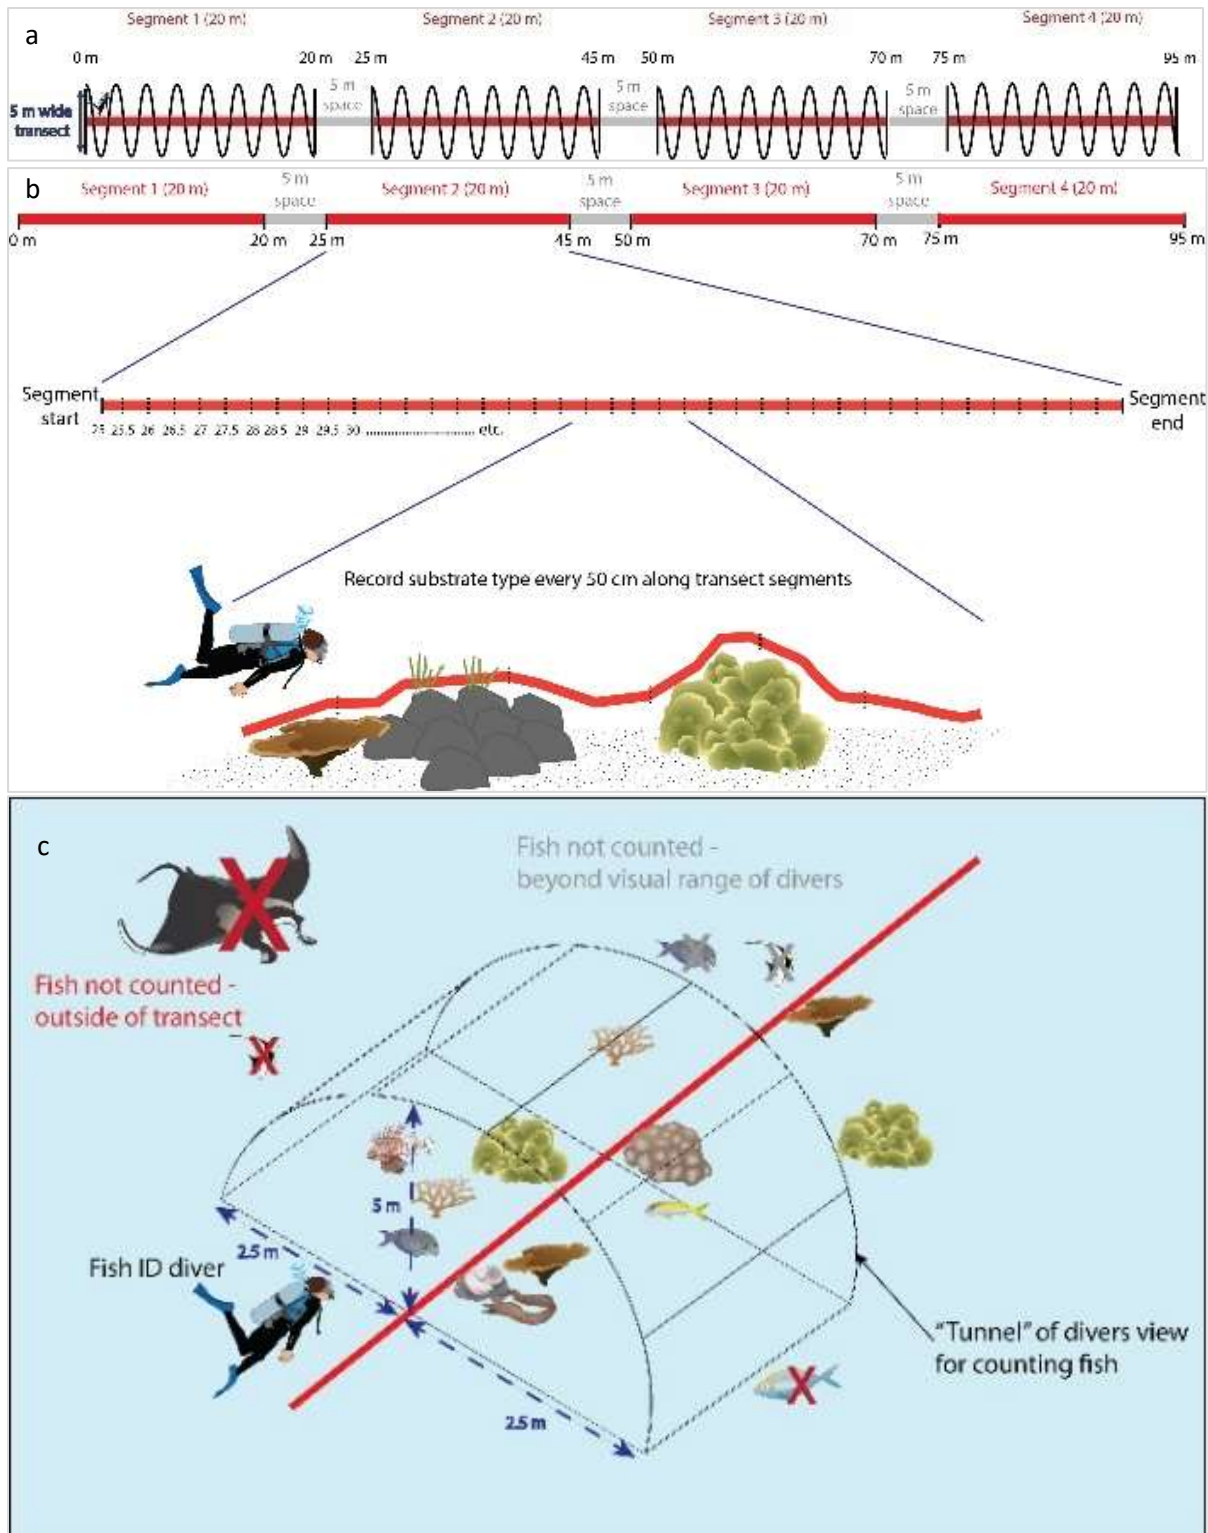 a
Segment 1 (20 m)
Segment 2 (20 m)
Segment 3 (20 m)
Segment 4 (20 m)
0 m
20 m
25 m
45 m
50 m
70 m
75 m
95 m
5 m wide
transect
5 m
space
5 m
space
5 m
space
b
Segment 1 (20 m)
5 m
space
Segment 2 (20 m)
5 m
space
Segment 3 (20 m)
5 m
space
Segment 4 (20 m)
0 m
20 m
25 m
45 m
50 m
70 m
75 m
95 m
Segment
start
Segment
end
25 25.5 26 26.5 27 27.5 28 28.5 29 29.5 30 ................................ etc.
Record substrate type every 50 cm along transect segments
c
Fish not counted -
beyond visual range of divers
Fish not counted -
outside of transect
5 m
2.5 m
Fish ID diver
"Tunnel" of divers view
for counting fish
2.5 m